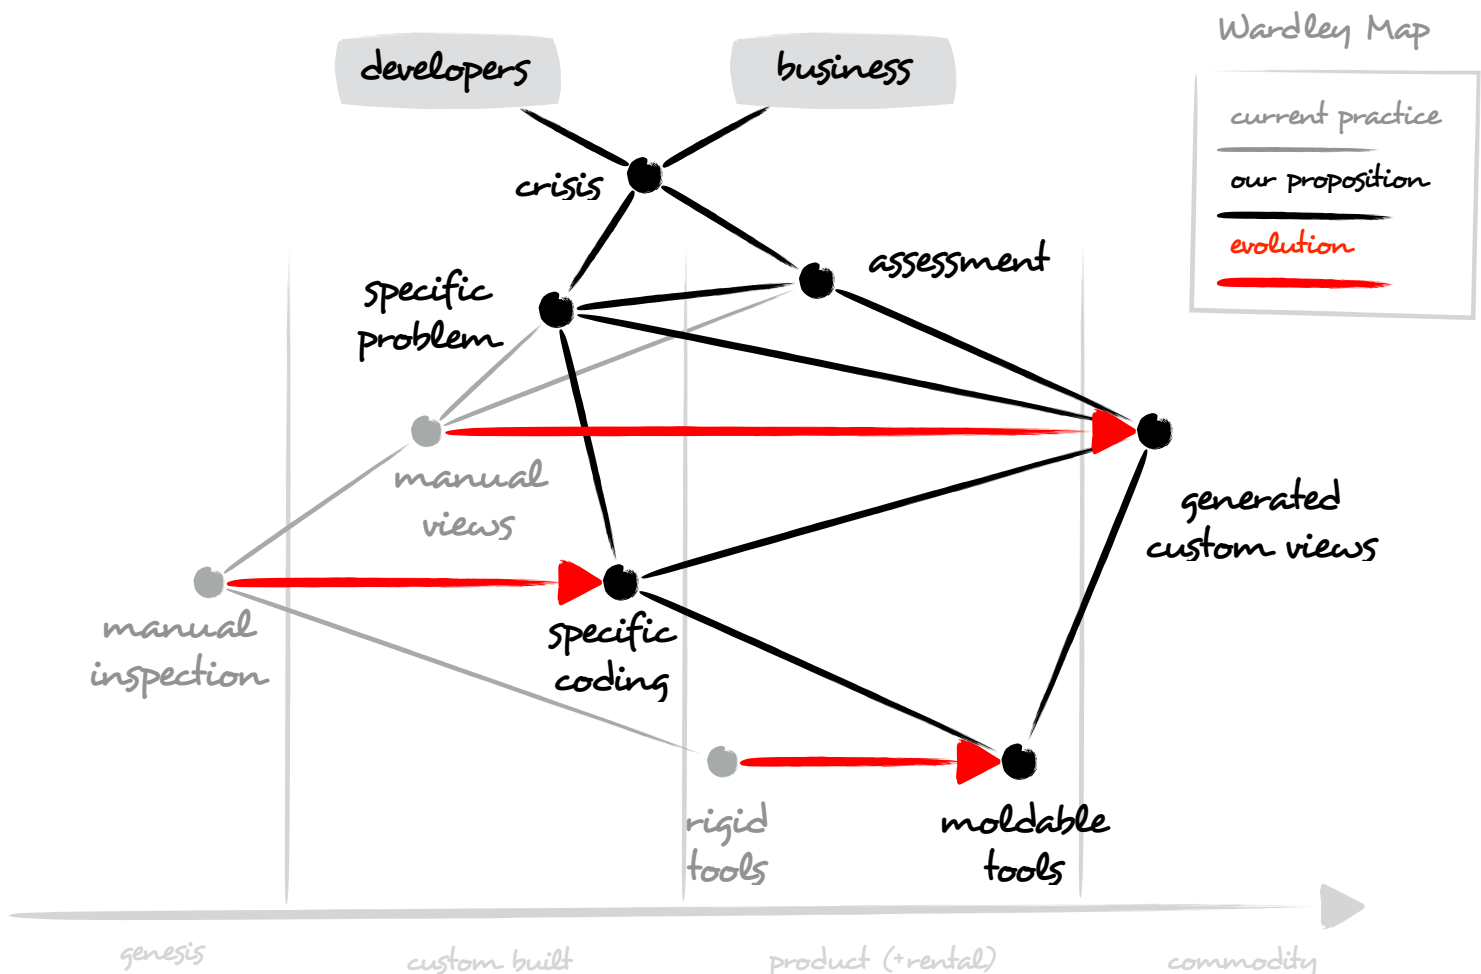 Wardley Map
developers
business
current practice
our proposition
evolution
crisis
assessment
specific
problem
manual
views
generated
custom views
manual
inspection
specific
coding
rigid
tools
moldable
tools
genesis
custom built
product (+rental)
commodity